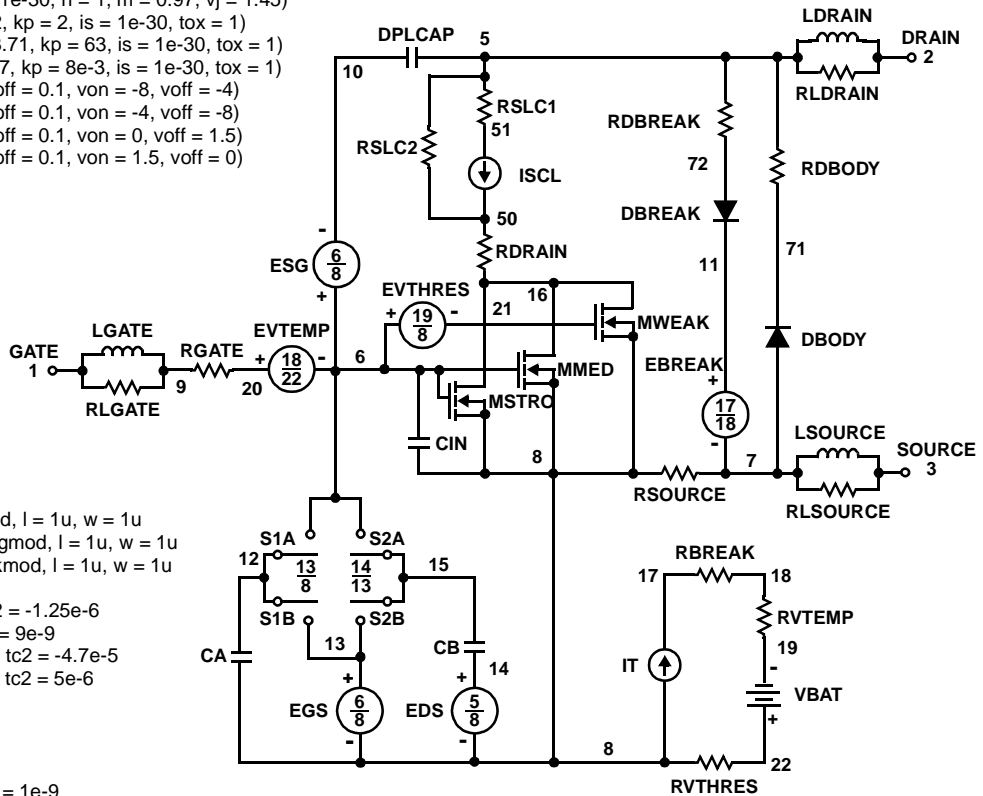 1e-30, n = 1, m = 0.97, vj = 1.45)
2, kp = 2, is = 1e-30, tox = 1)
3.71, kp = 63, is = 1e-30, tox = 1)
7, kp = 8e-3, is = 1e-30, tox = 1)
off = 0.1, von = -8, voff = -4)
off = 0.1, von = -4, voff = -8)
off = 0.1, von = 0, voff = 1.5)
off = 0.1, von = 1.5, voff = 0)
DPLCAP
5
10
LDRAIN
DRAIN
2
RLDRAIN
RSLC1
51
RSLC2
ISCL
50
RDRAIN
RDBREAK
72
DBREAK
11
RDBODY
71
DBODY
-
ESG
6
8
+
EVTHRES
+
19
8
-
21
16
MWEAK
LGATE
GATE
1
RLGATE
9
RGATE
20
EVTEMP
+
18
22
-
6
MMED
MSTRO
CIN
8
EBREAK
+
17
18
-
RSOURCE
7
LSOURCE
SOURCE
3
RLSOURCE
d, l = 1u, w = 1u
gmod, l = 1u, w = 1u
kmod, l = 1u, w = 1u
2 = -1.25e-6
= 9e-9
tc2 = -4.7e-5
tc2 = 5e-6
= 1e-9
S1A
S2A
12
13
8
14
13
15
S1B
S2B
13
CA
CB
14
+
EGS
6
8
-
+
EDS
5
8
-
8
RBREAK
17
18
RVTEMP
19
IT
-
VBAT
+
22
RVTHRES